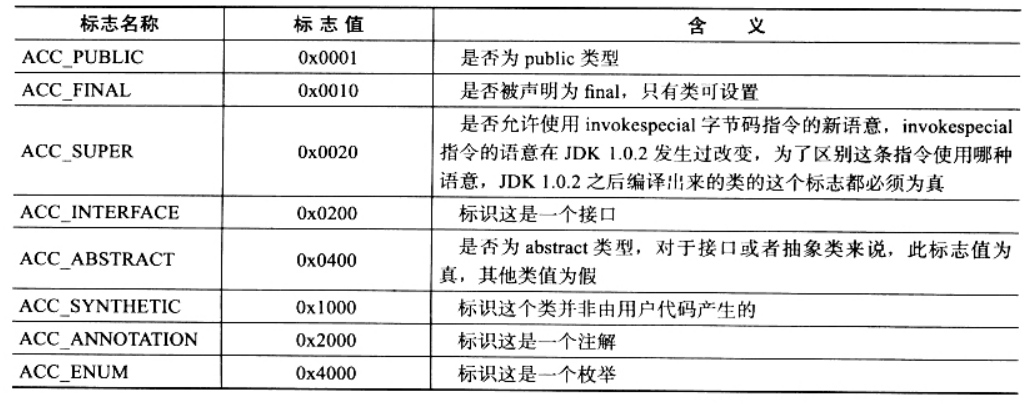 标志名称 标 志 值 含 义
ACC_PUBLIC 0x0001 是否为 public 类型
ACC_FINAL 0x0010 是否被声明为 final，只有类可设置
是否允许使用 invokespecial 字节码指令的新语意，invokespecial
ACC_SUPER 0x0020 指令的语意在 JDK 1.0.2 发生过改变，为了区别这条指令使用哪种
语意，JDK 1.0.2 之后编译出来的类的这个标志都必须为真
ACC_INTERFACE 0x0200 标识这是一个接口
是否为 abstract 类型，对于接口或者抽象类来说，此标志值为
ACC_ABSTRACT 0x0400 真，其他类值为假
ACC_SYNTHETIC 0x1000 标识这个类并非由用户代码产生的
ACC_ANNOTATION 0x2000 标识这是一个注解
ACC_ENUM 0x4000 标识这是一个枚举